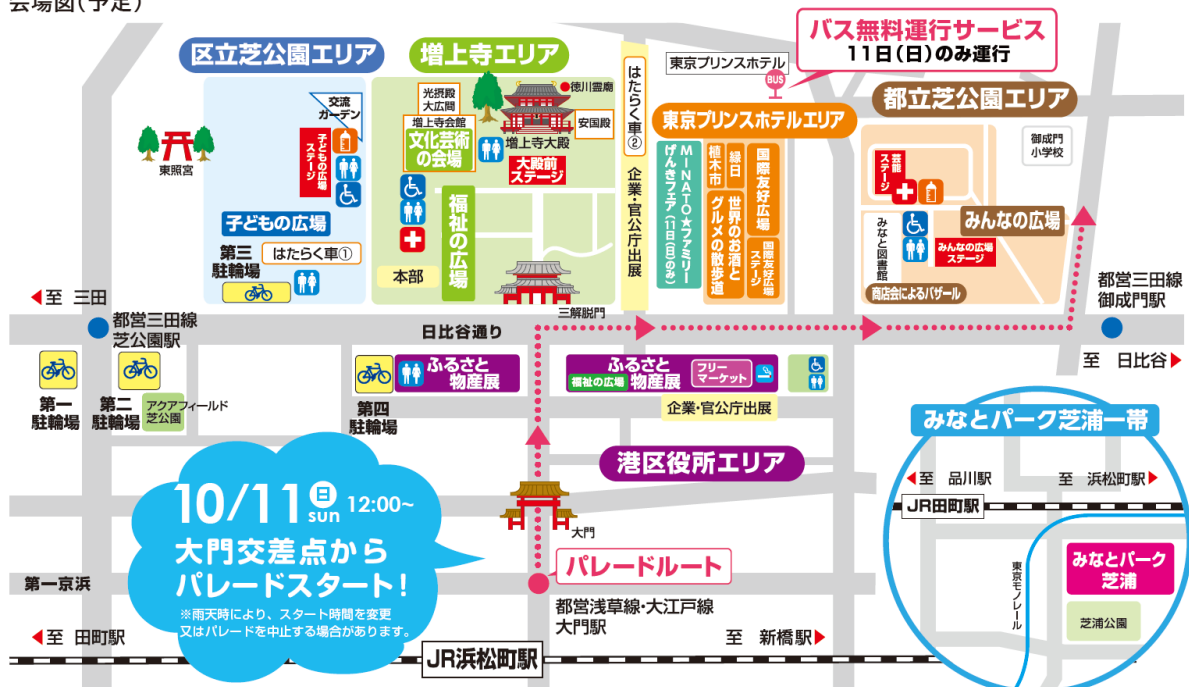 会場図(予定)
バス無料運行サービス
11日(日)のみ運行
区立芝公園エリア
増上寺エリア
はたらく車②
東京プリンスホテル
BUS
都立芝公園エリア
東京プリンスホテルエリア
交流
ガーデン
子どもの広場
ステージ
東照宮
子どもの広場
第三
駐輪場
はたらく車①
光摂殿
大広間
増上寺会館
文化芸術
の会場
徳川霊廟
安国殿
増上寺大殿
大殿前
ステージ
福祉の広場
本部
三解脱門
企業・官公庁出展
MINATO★ファミリー
げんきフェア(11日(日)のみ)
植木市
縁日
国際友好広場
世界のお酒と
グルメの散歩道
国際友好広場
ステージ
御成門
小学校
芸能
ステージ
みんなの広場
みなと図書館
みんなの広場
ステージ
商店会によるバザール
至 三田
都営三田線
芝公園駅
日比谷通り
都営三田線
御成門駅
至 日比谷
第一
駐輪場
第二
駐輪場
アクアフィールド
芝公園
第四
駐輪場
ふるさと
物産展
ふるさと
福祉の広場
物産展
フリー
マーケット
企業・官公庁出展
港区役所エリア
10/11
日
sun
12:00~
大門交差点から
パレードスタート!
※雨天時により、スタート時間を変更
又はパレードを中止する場合があります。
大門
パレードルート
第一京浜
都営浅草線・大江戸線
大門駅
至 田町駅
至 新橋駅
JR浜松町駅
みなとパーク芝浦一帯
至 品川駅
至 浜松町駅
JR田町駅
東京モノレール
みなとパーク
芝浦
芝浦公園